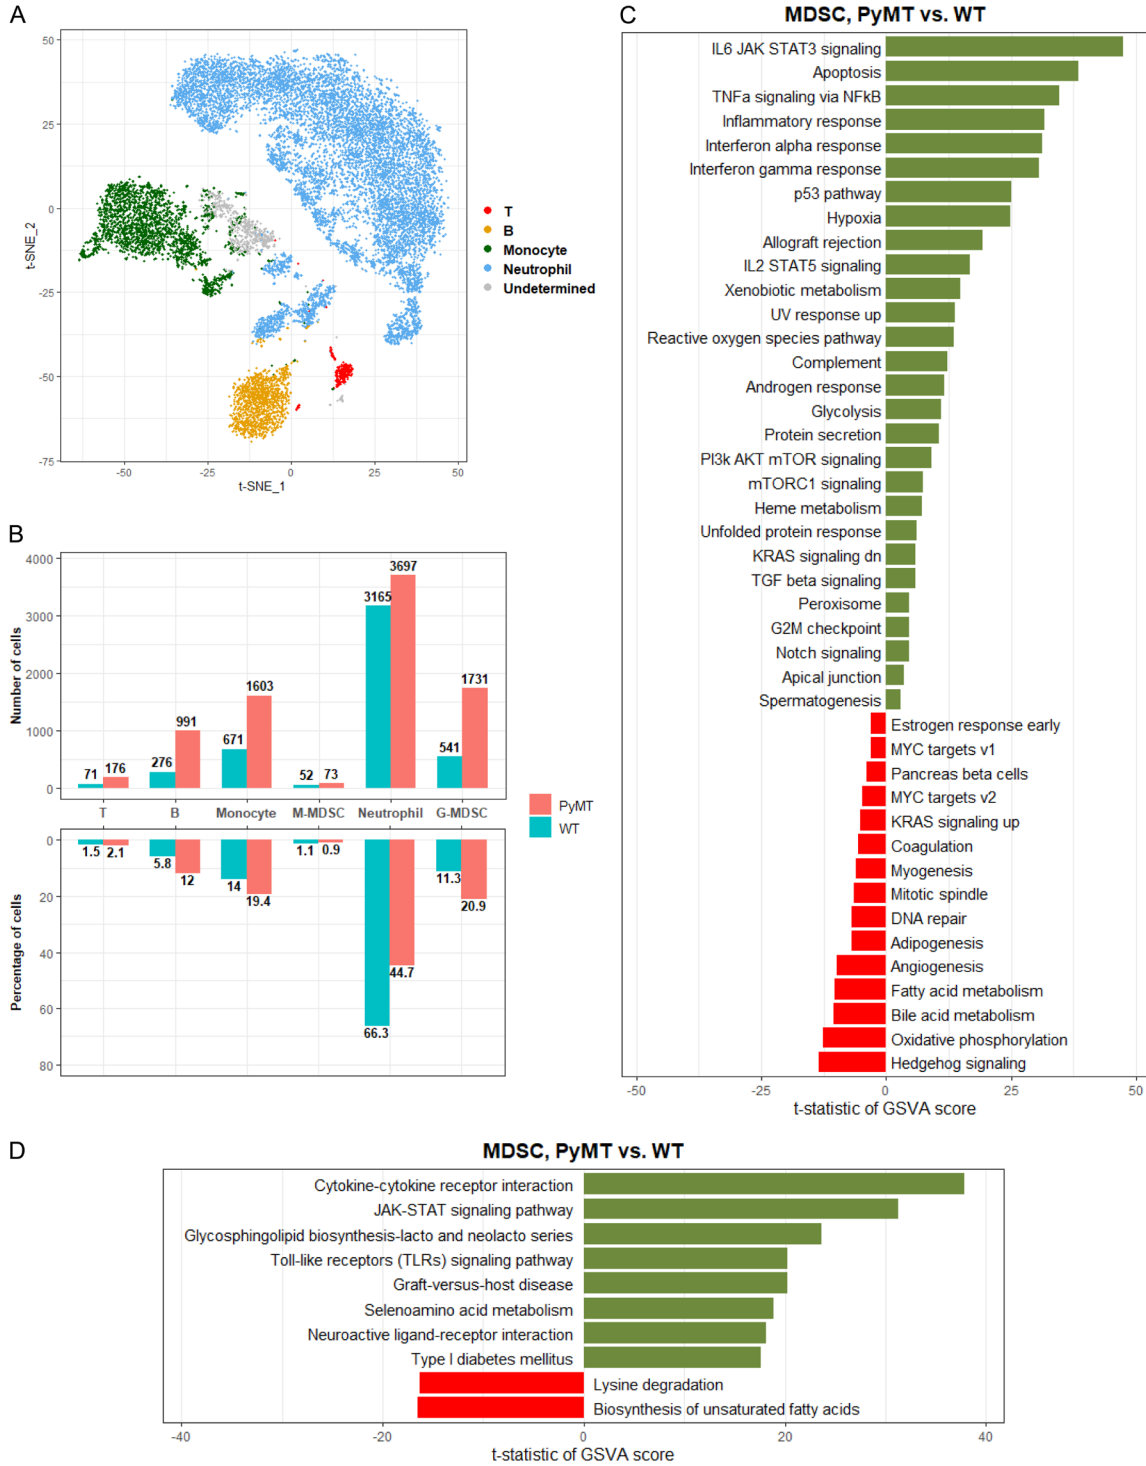 A
50
25
0
-25
-50
-75
t-SNE_2
-50
-25
0
25
50
t-SNE_1
T
B
Monocyte
Neutrophil
Undetermined
B
4000
3000
2000
1000
0
Number of cells
71
176
276
991
671
1603
52
73
3165
3697
541
1731
T
B
Monocyte
M-MDSC
Neutrophil
G-MDSC
0
20
40
60
80
Percentage of cells
1.5
2.1
5.8
12
14
19.4
1.1
0.9
66.3
44.7
11.3
20.9
PyMT
WT
C
MDSC, PyMT vs. WT
IL6 JAK STAT3 signaling
Apoptosis
TNFa signaling via NFkB
Inflammatory response
Interferon alpha response
Interferon gamma response
p53 pathway
Hypoxia
Allograft rejection
IL2 STAT5 signaling
Xenobiotic metabolism
UV response up
Reactive oxygen species pathway
Complement
Androgen response
Glycolysis
Protein secretion
PI3k AKT mTOR signaling
mTORC1 signaling
Heme metabolism
Unfolded protein response
KRAS signaling dn
TGF beta signaling
Peroxisome
G2M checkpoint
Notch signaling
Apical junction
Spermatogenesis
Estrogen response early
MYC targets v1
Pancreas beta cells
MYC targets v2
KRAS signaling up
Coagulation
Myogenesis
Mitotic spindle
DNA repair
Adipogenesis
Angiogenesis
Fatty acid metabolism
Bile acid metabolism
Oxidative phosphorylation
Hedgehog signaling
-50
-25
0
25
50
t-statistic of GSVA score
D
MDSC, PyMT vs. WT
Cytokine-cytokine receptor interaction
JAK-STAT signaling pathway
Glycosphingolipid biosynthesis-lacto and neolacto series
Toll-like receptors (TLRs) signaling pathway
Graft-versus-host disease
Selenoamino acid metabolism
Neuroactive ligand-receptor interaction
Type I diabetes mellitus
Lysine degradation
Biosynthesis of unsaturated fatty acids
-40
-20
0
20
40
t-statistic of GSVA score